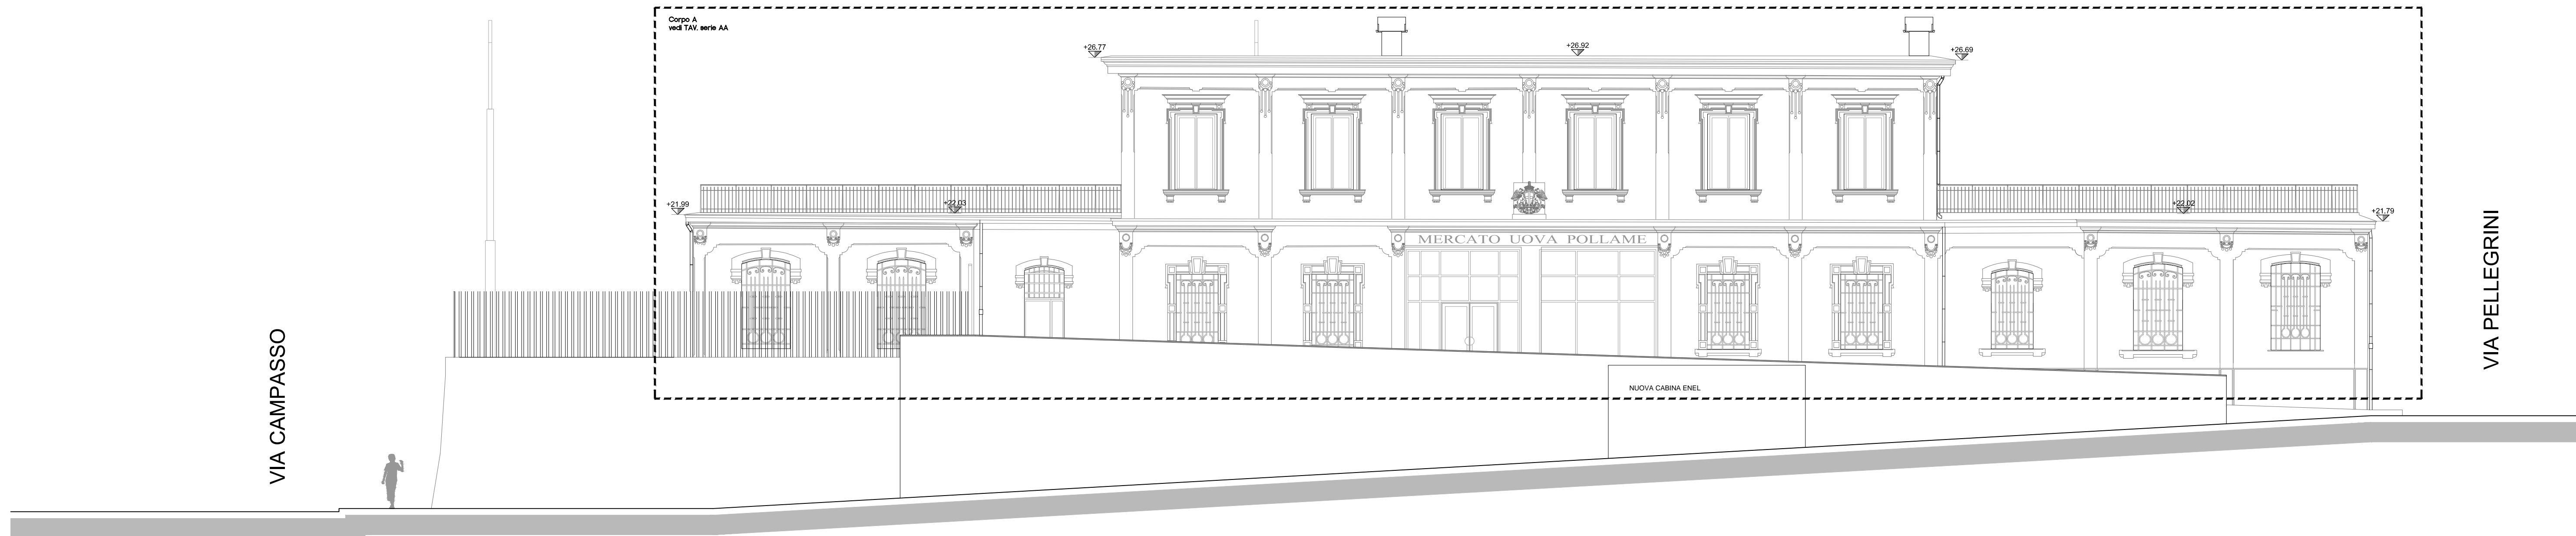 Corpo A
vedi TAV. serie AA
+26.77
+26.92
+26.69
+21.99
+22.03
+22.02
+21.79
MERCATO UOVA POLLAME
NUOVA CABINA ENEL
VIA CAMPASSO
VIA PELLEGRINI